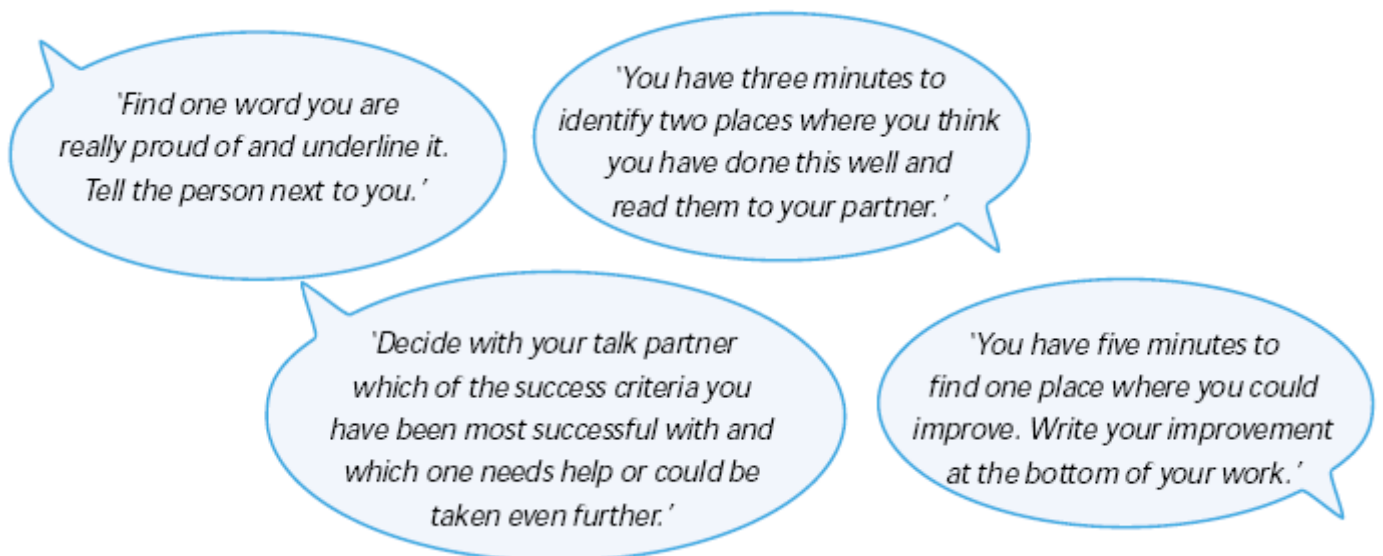 ‘Find one word you are
really proud of and underline it.
Tell the person next to you.’
‘You have three minutes to
identify two places where you think
you have done this well and
read them to your partner.’
‘Decide with your talk partner
which of the success criteria you
have been most successful with and
which one needs help or could be
taken even further.’
‘You have five minutes to
find one place where you could
improve. Write your improvement
at the bottom of your work.’